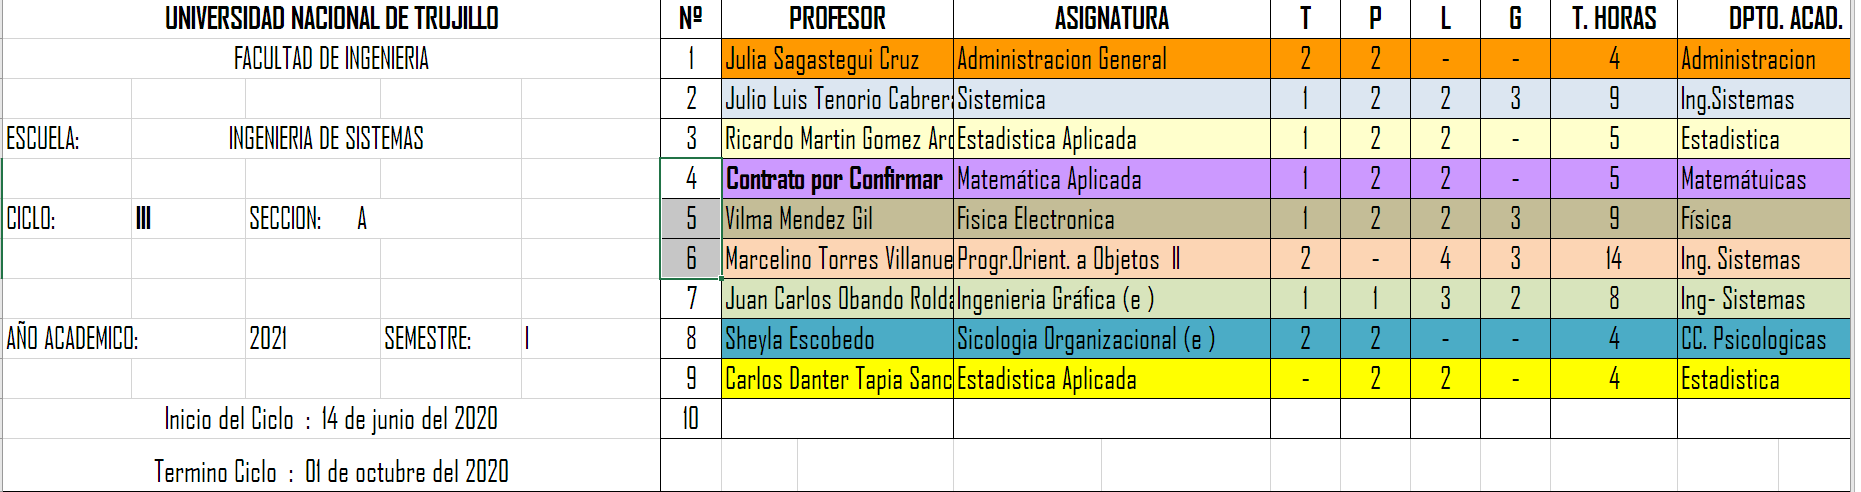 UNIVERSIDAD NACIONAL DE TRUJILLO
FACULTAD DE INGENIERIA
ESCUELA: INGENIERIA DE SISTEMAS
CICLO: III SECCION: A
AÑO ACADEMICO: 2021 SEMESTRE: I
Inicio del Ciclo : 14 de junio del 2020
Termino Ciclo : 01 de octubre del 2020
Nº PROFESOR ASIGNATURA T P L G T. HORAS DPTO. ACAD.
1 Julia Sagastegui Cruz Administracion General 2 2 - - 4 Administracion
2 Julio Luis Tenorio Cabrera Sistemica 1 2 2 3 9 Ing.Sistemas
3 Ricardo Martin Gomez Arc Estadistica Aplicada 1 2 2 - 5 Estadistica
4 Contrato por Confirmar Matemática Aplicada 1 2 2 - 5 Matemátuicas
5 Vilma Mendez Gil Fisica Electronica 1 2 2 3 9 Física
6 Marcelino Torres Villanue Progr.Orient. a Objetos II 2 - 4 3 14 Ing. Sistemas
7 Juan Carlos Obando Rolda Ingenieria Gráfica (e ) 1 1 3 2 8 Ing- Sistemas
8 Sheyla Escobedo Sicologia Organizacional (e ) 2 2 - - 4 CC. Psicologicas
9 Carlos Danter Tapia Sanc Estadistica Aplicada - 2 2 - 4 Estadistica
10